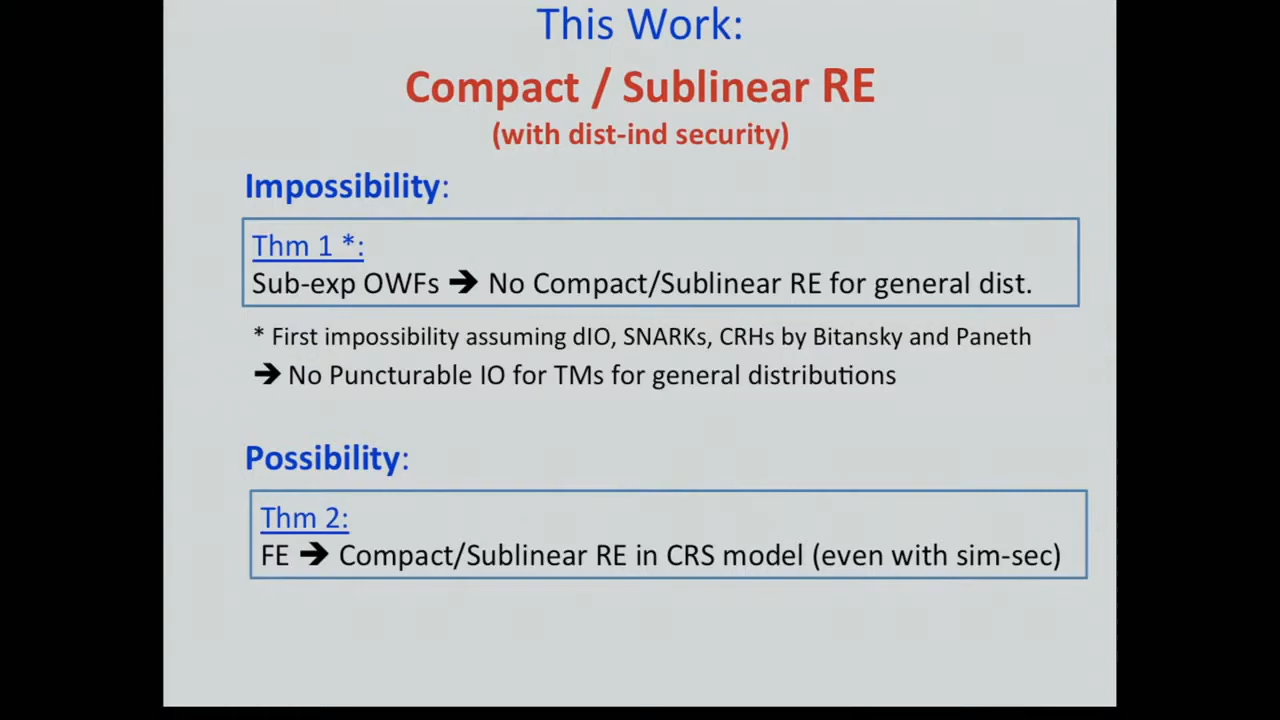 This Work:
Compact / Sublinear RE
(with dist-ind security)
Impossibility:
Thm 1 *:
Sub-exp OWFs ➔ No Compact/Sublinear RE for general dist.
* First impossibility assuming dIO, SNARKs, CRHs by Bitansky and Paneth
➔ No Puncturable IO for TMs for general distributions
Possibility:
Thm 2:
FE ➔ Compact/Sublinear RE in CRS model (even with sim-sec)